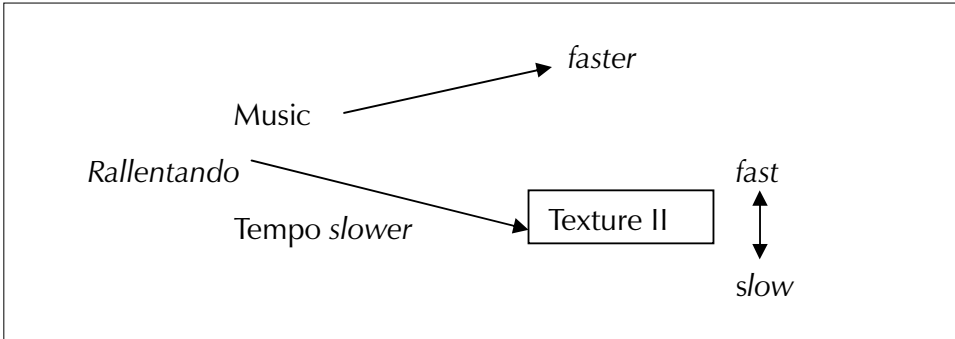 faster
Music
Rallentando
fast
Texture II
Tempo slower
slow